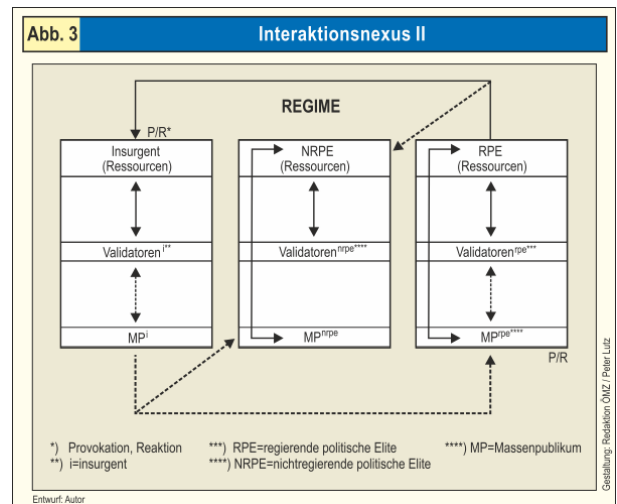 Abb. 3
Interaktionsnexus II
REGIME
P/R*
Insurgent
(Ressourcen)
NRPE
(Ressourcen)
RPE
(Ressourcen)
Validatoren i**
Validatoren nrpe****
Validatoren rpe***
MP i
MP nrpe
MP rpe****
P/R
*) Provokation, Reaktion
***) RPE=regierende politische Elite
****) MP=Massenpublikum
**) i=insurgent
****) NRPE=nichtregierende politische Elite
Gestaltung: Redaktion ÖMZ / Peter Lutz
Entwurf: Autor